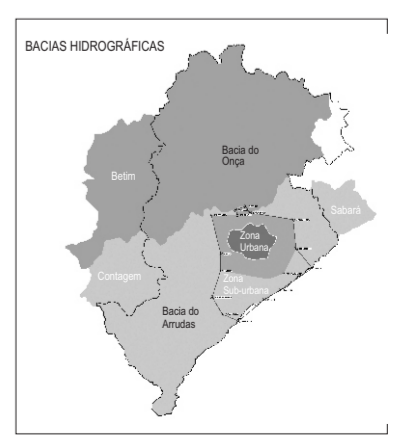 BACIAS HIDROGRÁFICAS
Bacia do
Onça
Betim
Sabará
Zona
Urbana
Contagem
Zona
Sub-urbana
Bacia do
Arrudas